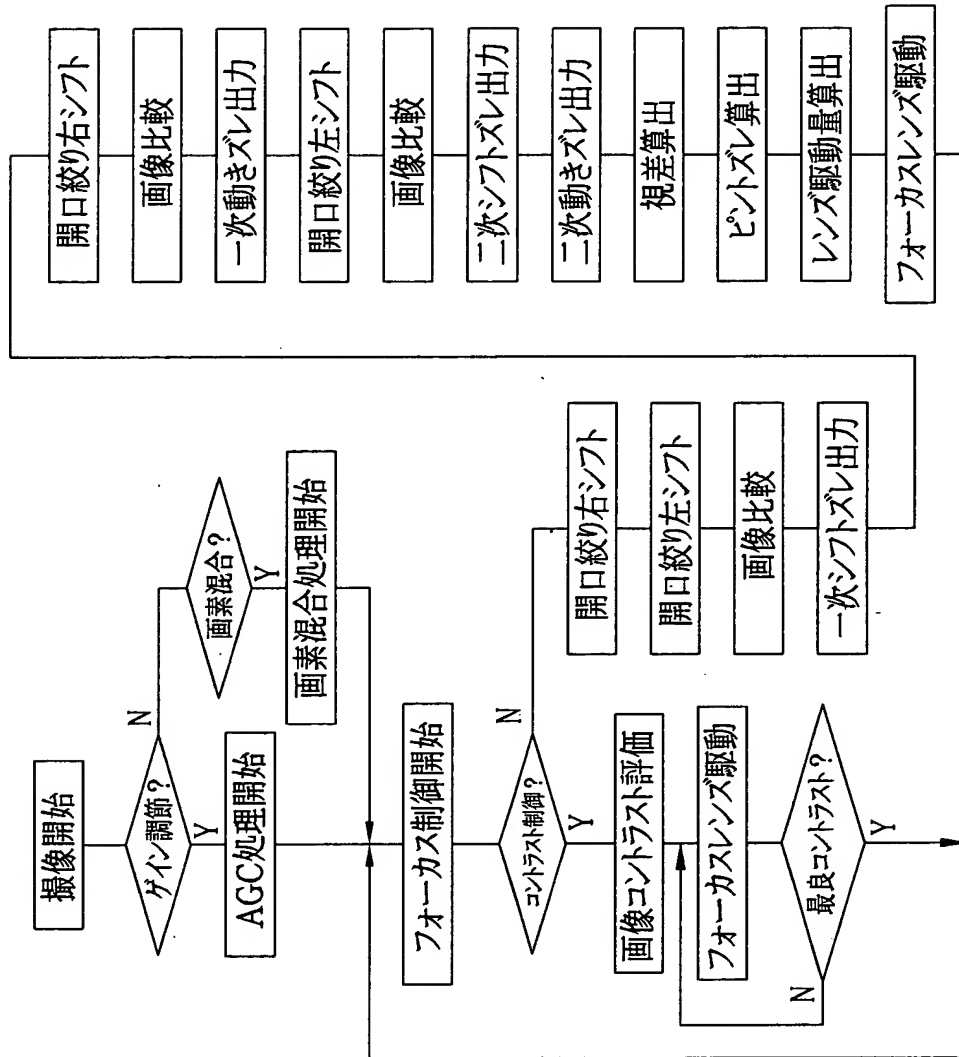 撮像開始
ゲイン調節?
N
Y
画素混合?
Y
AGC処理開始
画素混合処理開始
フォーカス制御開始
コントラスト制御?
N
Y
画像コントラスト評価
フォーカスレンズ駆動
最良コントラスト?
N
Y
開口絞り右シフト
開口絞り左シフト
画像比較
一次シフトズレ出力
開口絞り右シフト
画像比較
一次動きズレ出力
開口絞り左シフト
画像比較
二次シフトズレ出力
二次動きズレ出力
視差算出
ピントズレ算出
レンズ駆動量算出
フォーカスレンズ駆動